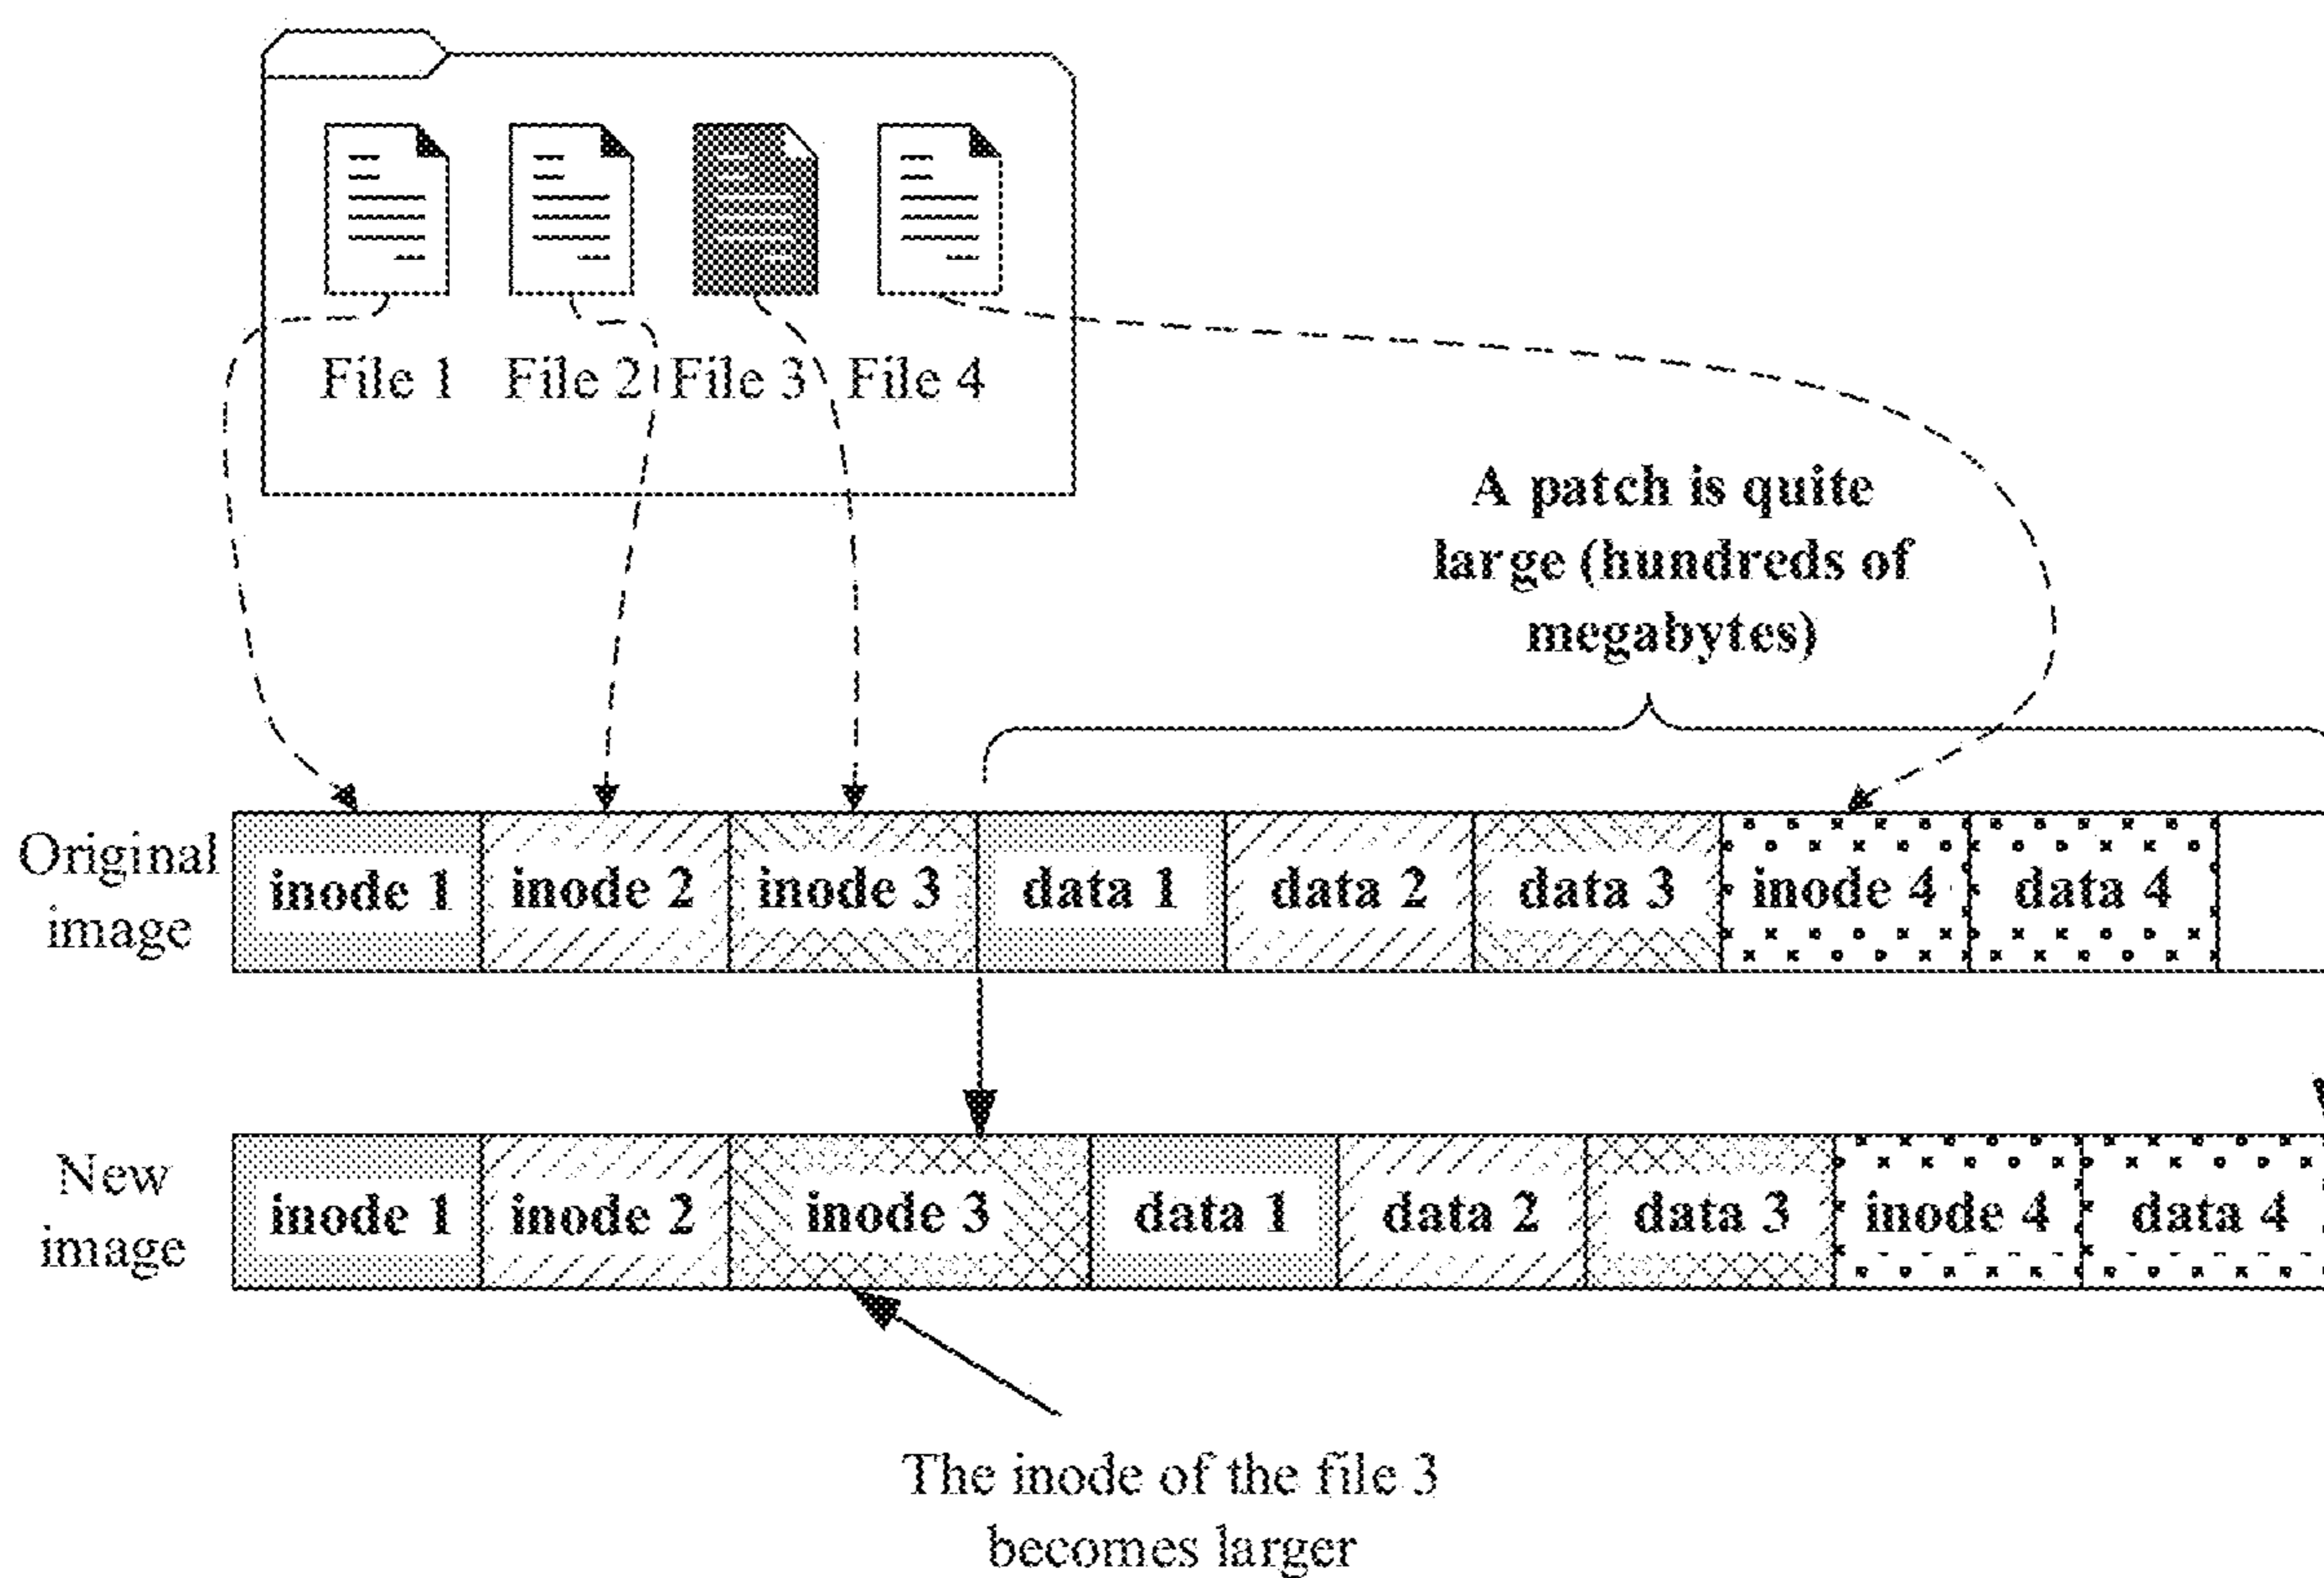 File 1 File 2 File 3 File 4
A patch is quite
large (hundreds of
megabytes)
Original
image
inode 1 inode 2 inode 3 data 1 data 2 data 3 inode 4 data 4
New
image
inode 1 inode 2 inode 3 data 1 data 2 data 3 inode 4 data 4
The inode of the file 3
becomes larger